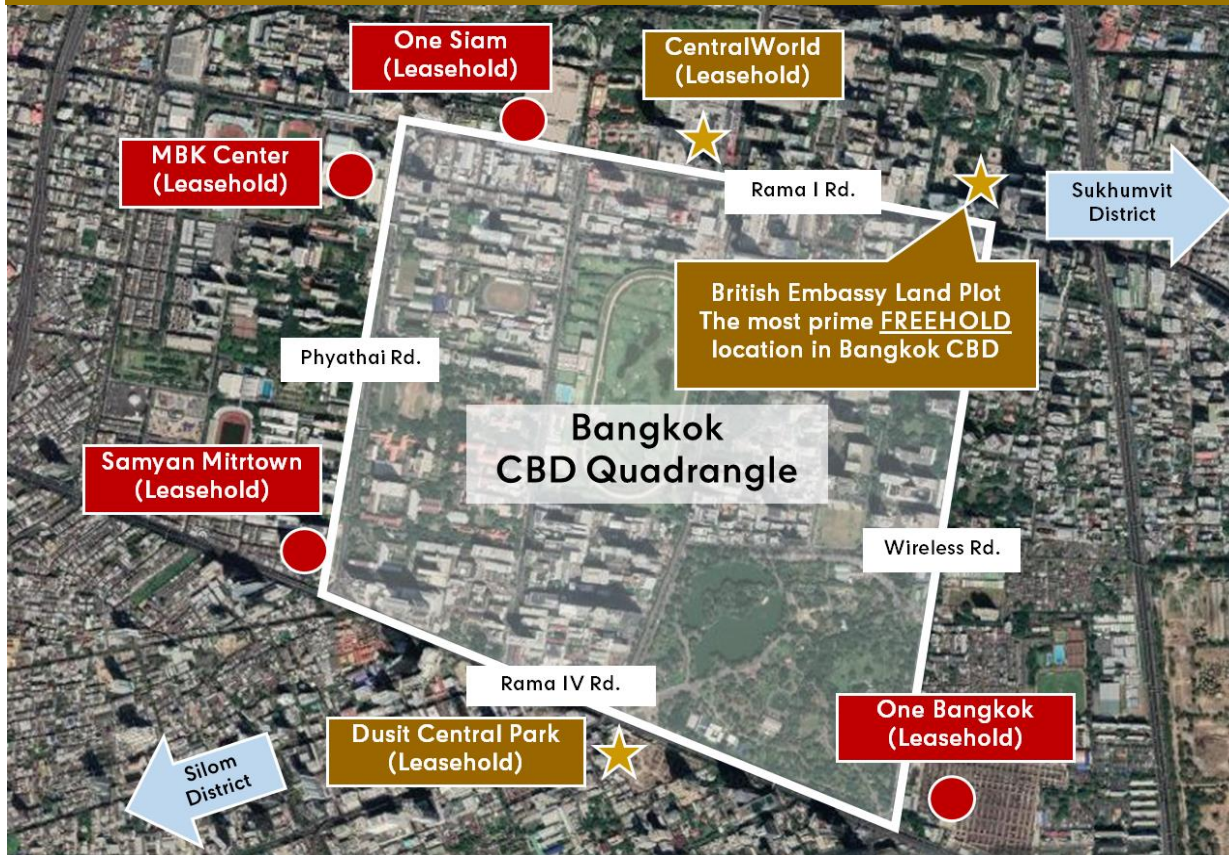 One Siam
(Leasehold)
CentralWorld
(Leasehold)
MBK Center
(Leasehold)
Rama I Rd.
Sukhumvit
District
British Embassy Land Plot
The most prime FREEHOLD
location in Bangkok CBD
Phyathai Rd.
Bangkok
CBD Quadrangle
Samyan Mitrtown
(Leasehold)
Wireless Rd.
Rama IV Rd.
One Bangkok
(Leasehold)
Dusit Central Park
(Leasehold)
Silom
District